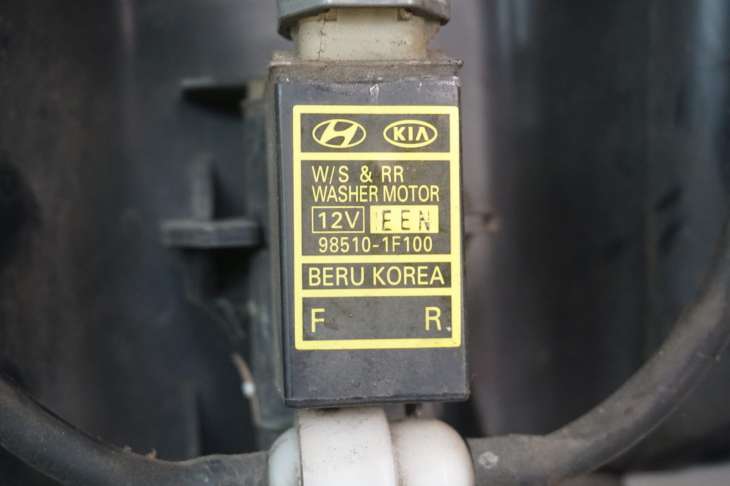 KIA
W/S & RR
WASHER MOTOR
12V EEN
98510-1F100
BERU KOREA
F R